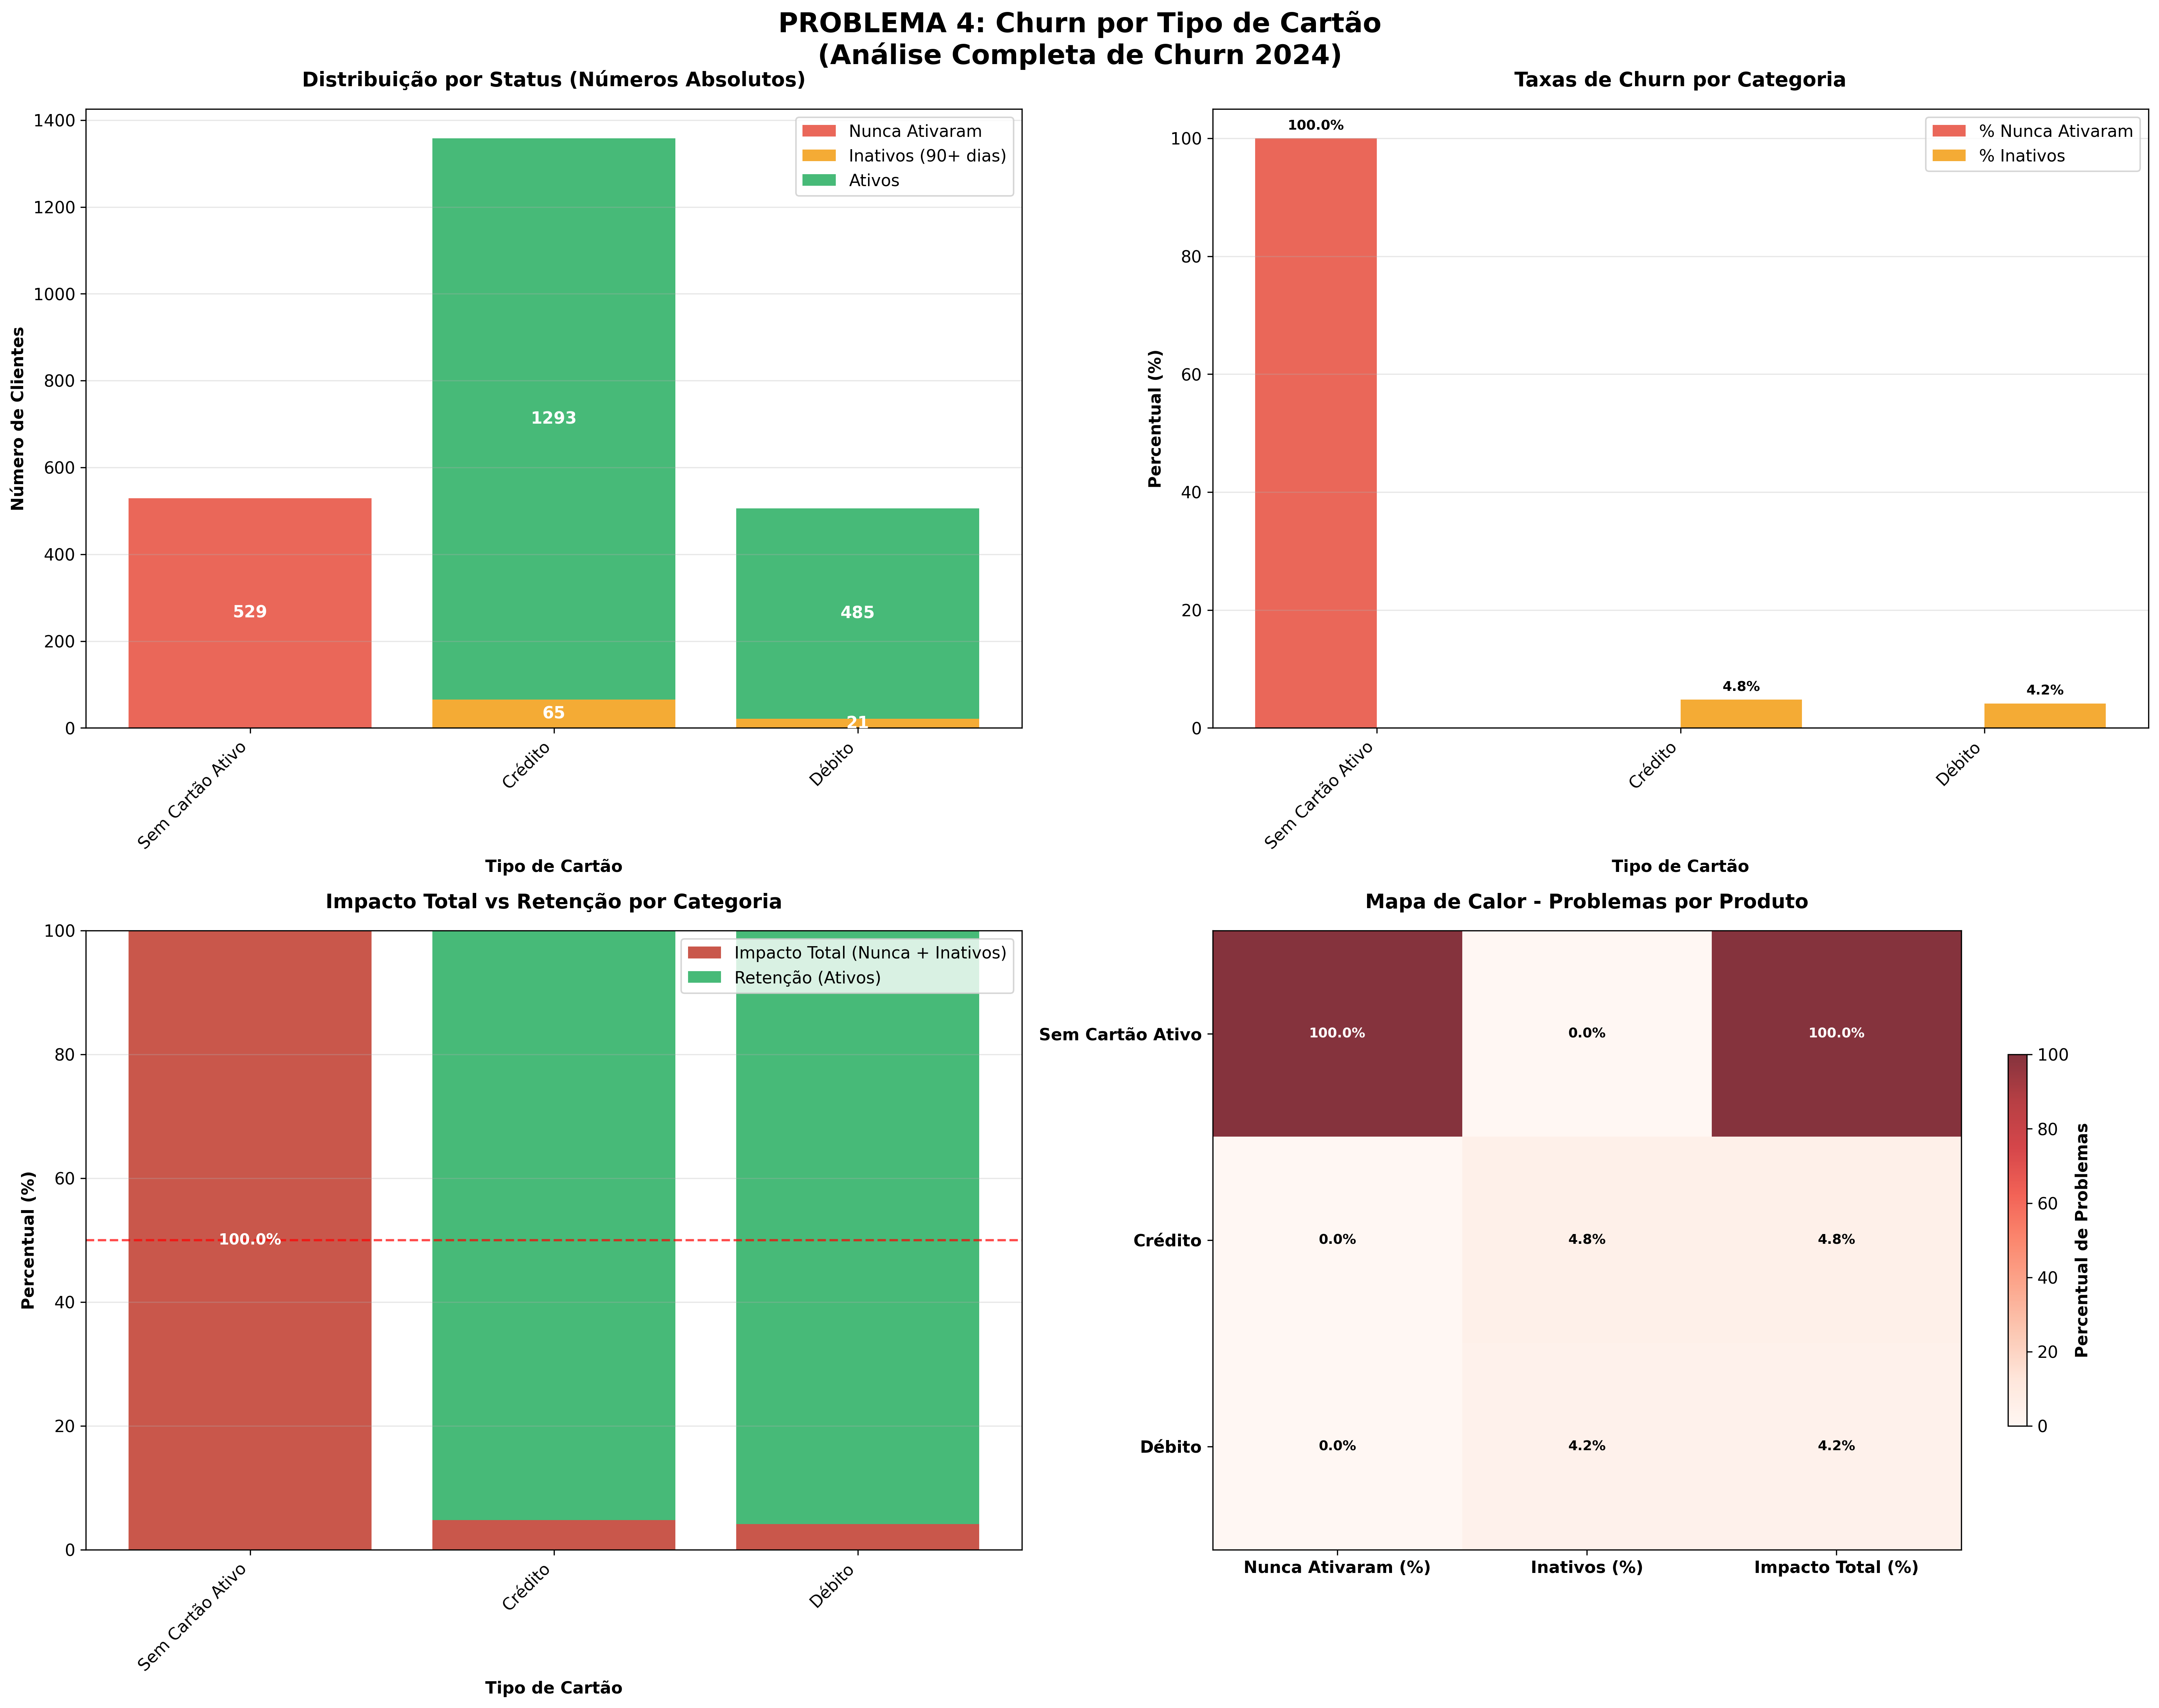 PROBLEMA 4: Churn por Tipo de Cartão
(Análise Completa de Churn 2024)
Distribuição por Status (Números Absolutos)
Número de Clientes
1400
1200
1000
800
600
400
200
0
Nunca Ativaram
Inativos (90+ dias)
Ativos
529
1293
65
485
21
Sem Cartão Ativo
Crédito
Débito
Tipo de Cartão
Taxas de Churn por Categoria
Percentual (%)
100
80
60
40
20
0
% Nunca Ativaram
% Inativos
100.0%
4.8%
4.2%
Sem Cartão Ativo
Crédito
Débito
Tipo de Cartão
Impacto Total vs Retenção por Categoria
Percentual (%)
100
80
60
40
20
0
Impacto Total (Nunca + Inativos)
Retenção (Ativos)
100.0%
Sem Cartão Ativo
Crédito
Débito
Tipo de Cartão
Mapa de Calor - Problemas por Produto
Sem Cartão Ativo
100.0%
0.0%
100.0%
Crédito
0.0%
4.8%
4.8%
Débito
0.0%
4.2%
4.2%
Nunca Ativaram (%)
Inativos (%)
Impacto Total (%)
100
80
60
40
20
0
Percentual de Problemas